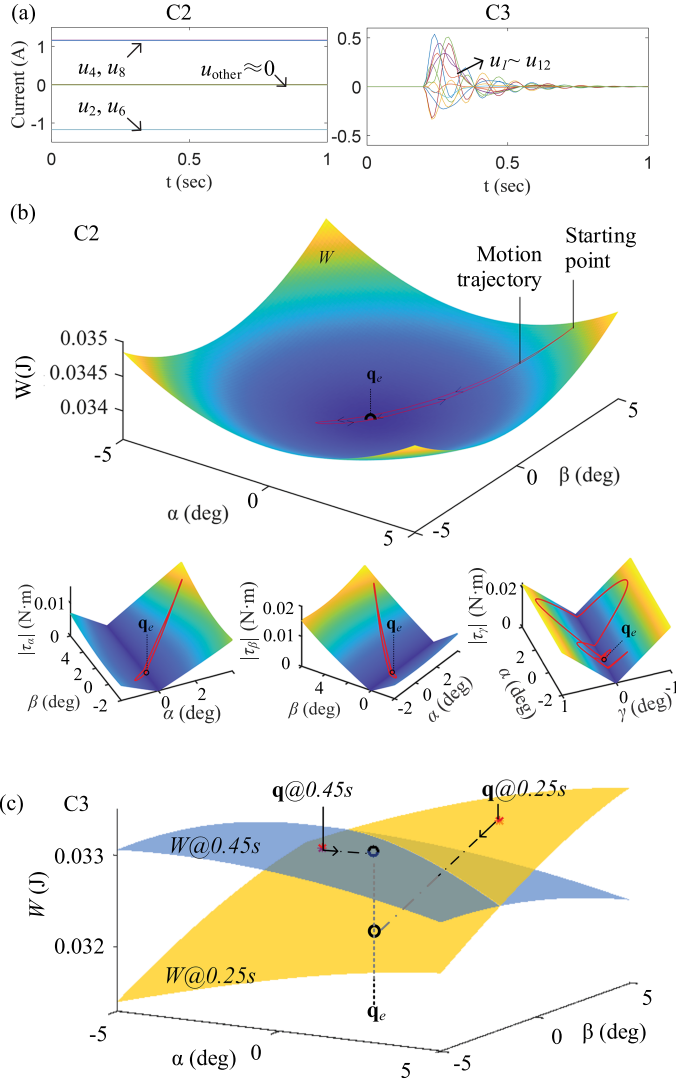 (a)
C2
C3
Current (A)
1
0
-1
u4, u8
uother≈0
u2, u6
0
0.5
1
t (sec)
0.5
0
-0.5
u1~ u12
0
0.5
1
t (sec)
(b)
C2
W
Motion
trajectory
Starting
point
W(J)
0.035
0.0345
0.034
qe
-5
0
5
α (deg)
-5
0
5
β (deg)
|τα| (N·m)
0.01
0
qe
4
2
0
-2
β (deg)
0
2
α (deg)
|τβ| (N·m)
0.02
0.01
0
qe
4
2
0
β (deg)
-2
0
2
α (deg)
|τγ| (N·m)
0.02
0
qe
2
0
-2
α (deg)
1
0
-1
γ (deg)
(c)
C3
q@0.45s
q@0.25s
W@0.45s
W (J)
0.033
0.032
W@0.25s
qe
-5
0
5
α (deg)
-5
0
5
β (deg)